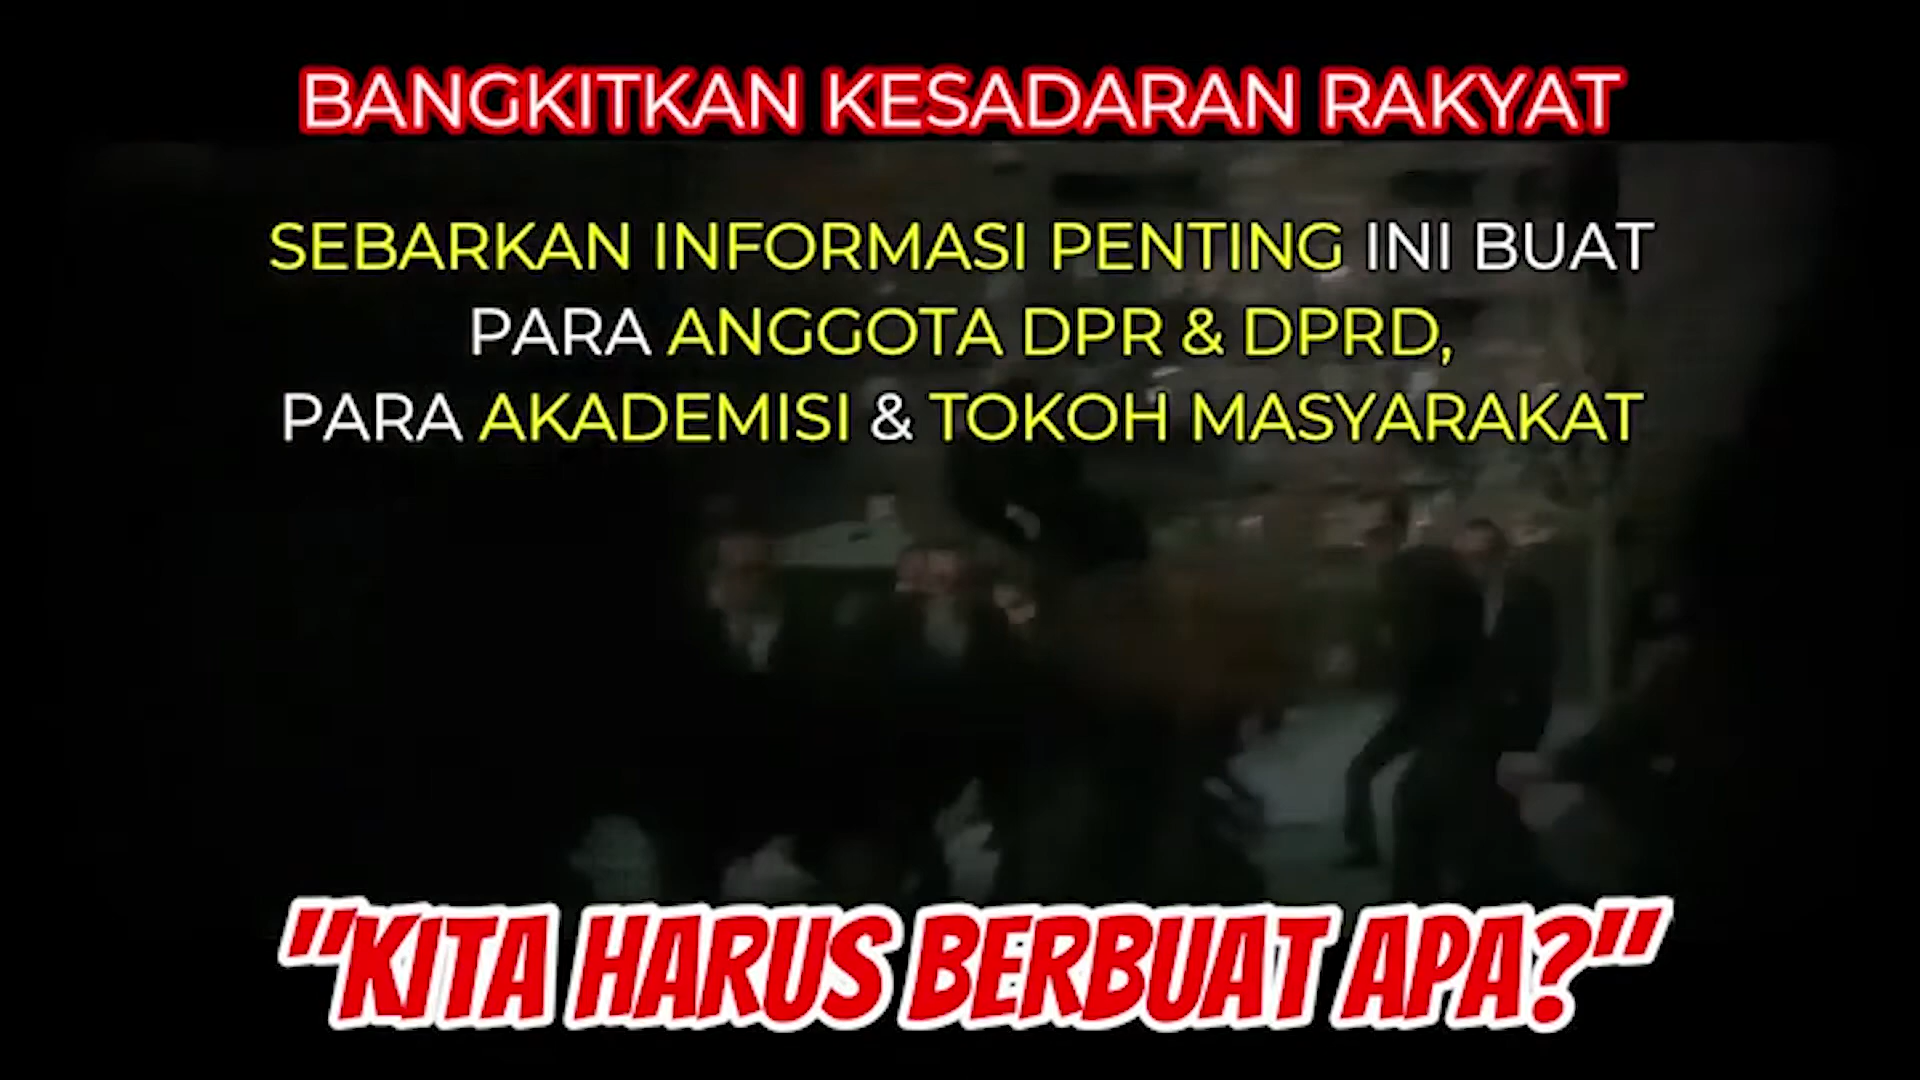 BANGKITKAN KESADARAN RAKYAT
SEBARKAN INFORMASI PENTING INI BUAT
PARA ANGGOTA DPR & DPRD,
PARA AKADEMISI & TOKOH MASYARAKAT
"KITA HARUS BERBUAT APA?"